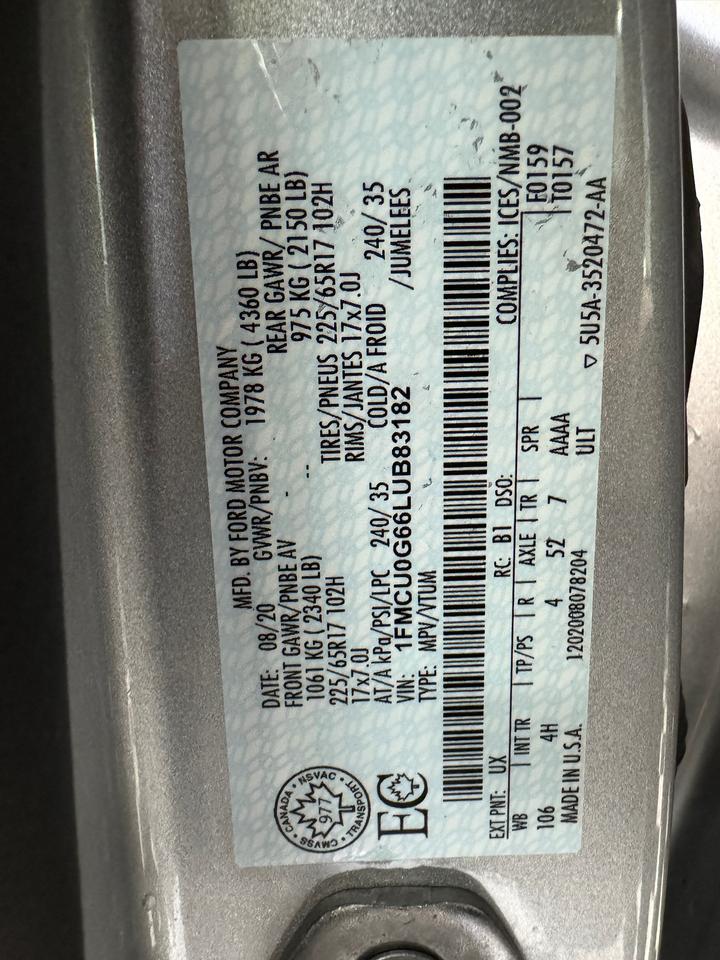 MFD. BY FORD MOTOR COMPANY
DATE: 08/20 GVWR/PNBV: 1978 KG ( 4360 LB)
FRONT GAWR/PNBE AV REAR GAWR/ PNBE AR
1061 KG ( 2340 LB) 975 KG ( 2150 LB)
225/65R17 102H TIRES/PNEUS 225/65R17 102H
17x7.0J RIMS/JANTES 17x7.0J
AT/A kPa/PSI/LPC 240/ 35 COLD/A FROID 240/ 35
VIN: 1FMCU0G66LUB83182 /JUMELEES
TYPE: MPV/VTUM
CANADA • NSVAC • TRANSPORT • CMVSS •
977
T
EC
EXT PNT: UX RC: B1 DSO: COMPLIES: ICES/NMB-002
WB | INT TR | TP/PS | R | AXLE | TR | SPR | F0159
106 4H 4 52 7 AAAA T0157
MADE IN U.S.A. ULT
1202008078204 ▽ 5U5A-3520472-AA